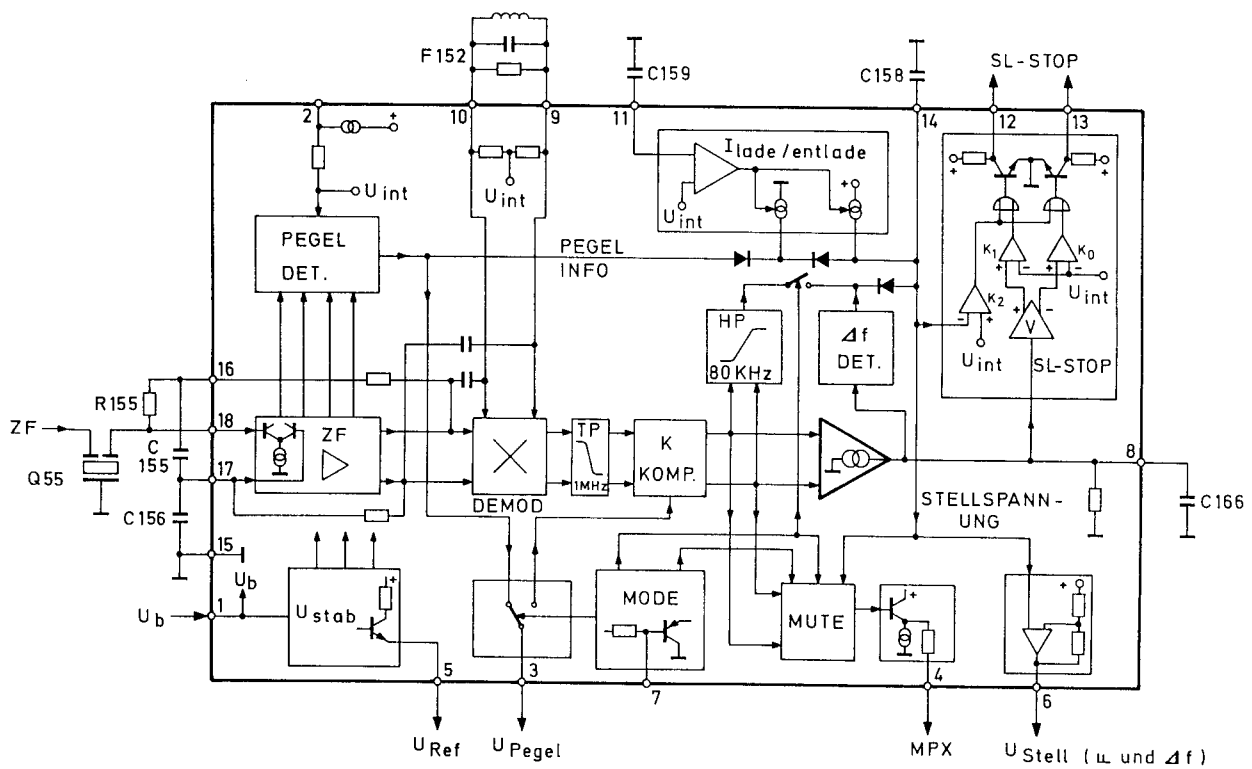 F152
C159
C158
SL-STOP
2
10
9
11
14
12
13
+
I lade/entlade
U int
U int
U int
+
+
+
PEGEL
DET.
PEGEL
INFO
K1
K0
+
-
+
-
U int
K2
-
+
+
-
V
U int
SL-STOP
HP
80 KHz
Δf
DET.
16
R155
ZF
18
C
155
17
Q55
ZF
DEMOD
TP
1MHz
K
KOMP.
8
C166
STELLSPANN-
UNG
C156
15
U b
1
U b
U stab
+
MODE
MUTE
+
+
5
3
7
4
6
U Ref
U Pegel
MPX
U Stell (F und Δf)